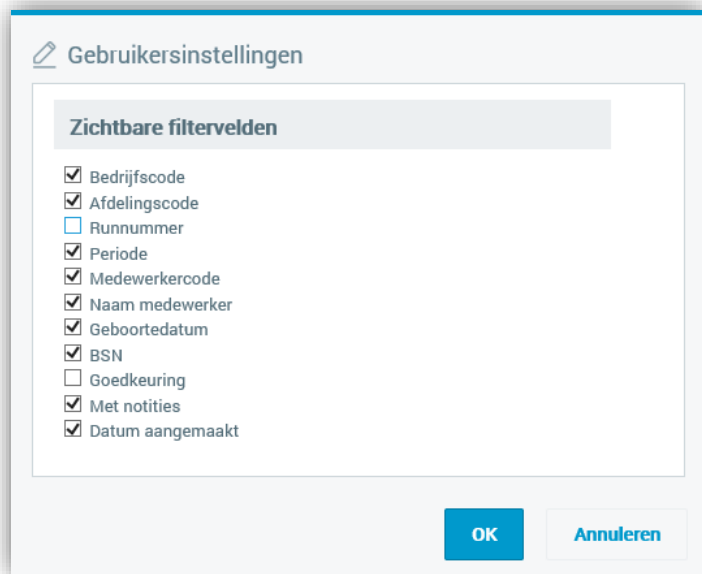 Gebruikersinstellingen
Zichtbare filtervelden
Bedrijfscode
Afdelingscode
Runnummer
Periode
Medewerkercode
Naam medewerker
Geboortedatum
BSN
Goedkeuring
Met notities
Datum aangemaakt
OK Annuleren